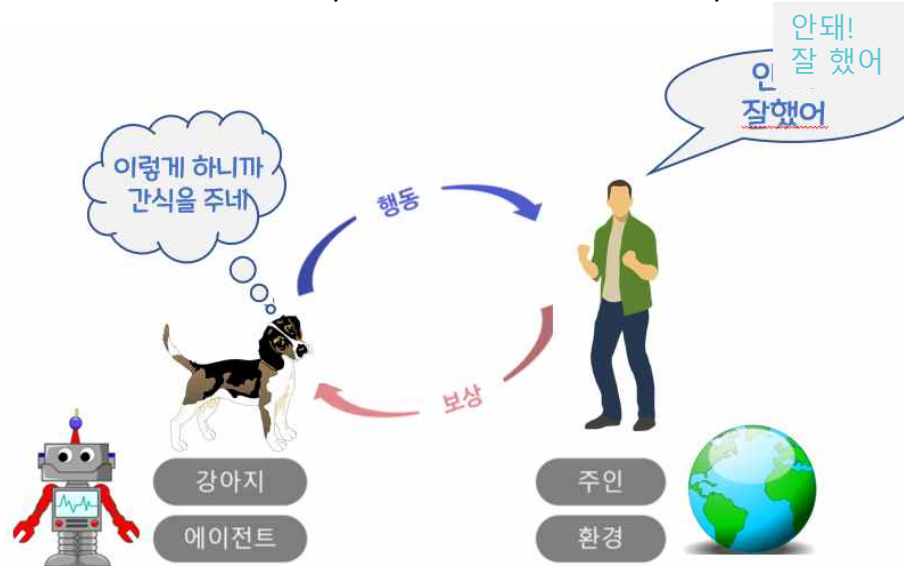 안돼!
잘 했어
잘했어
이렇게 하니까
간식을 주네
행동
보상
강아지
주인
에이전트
환경